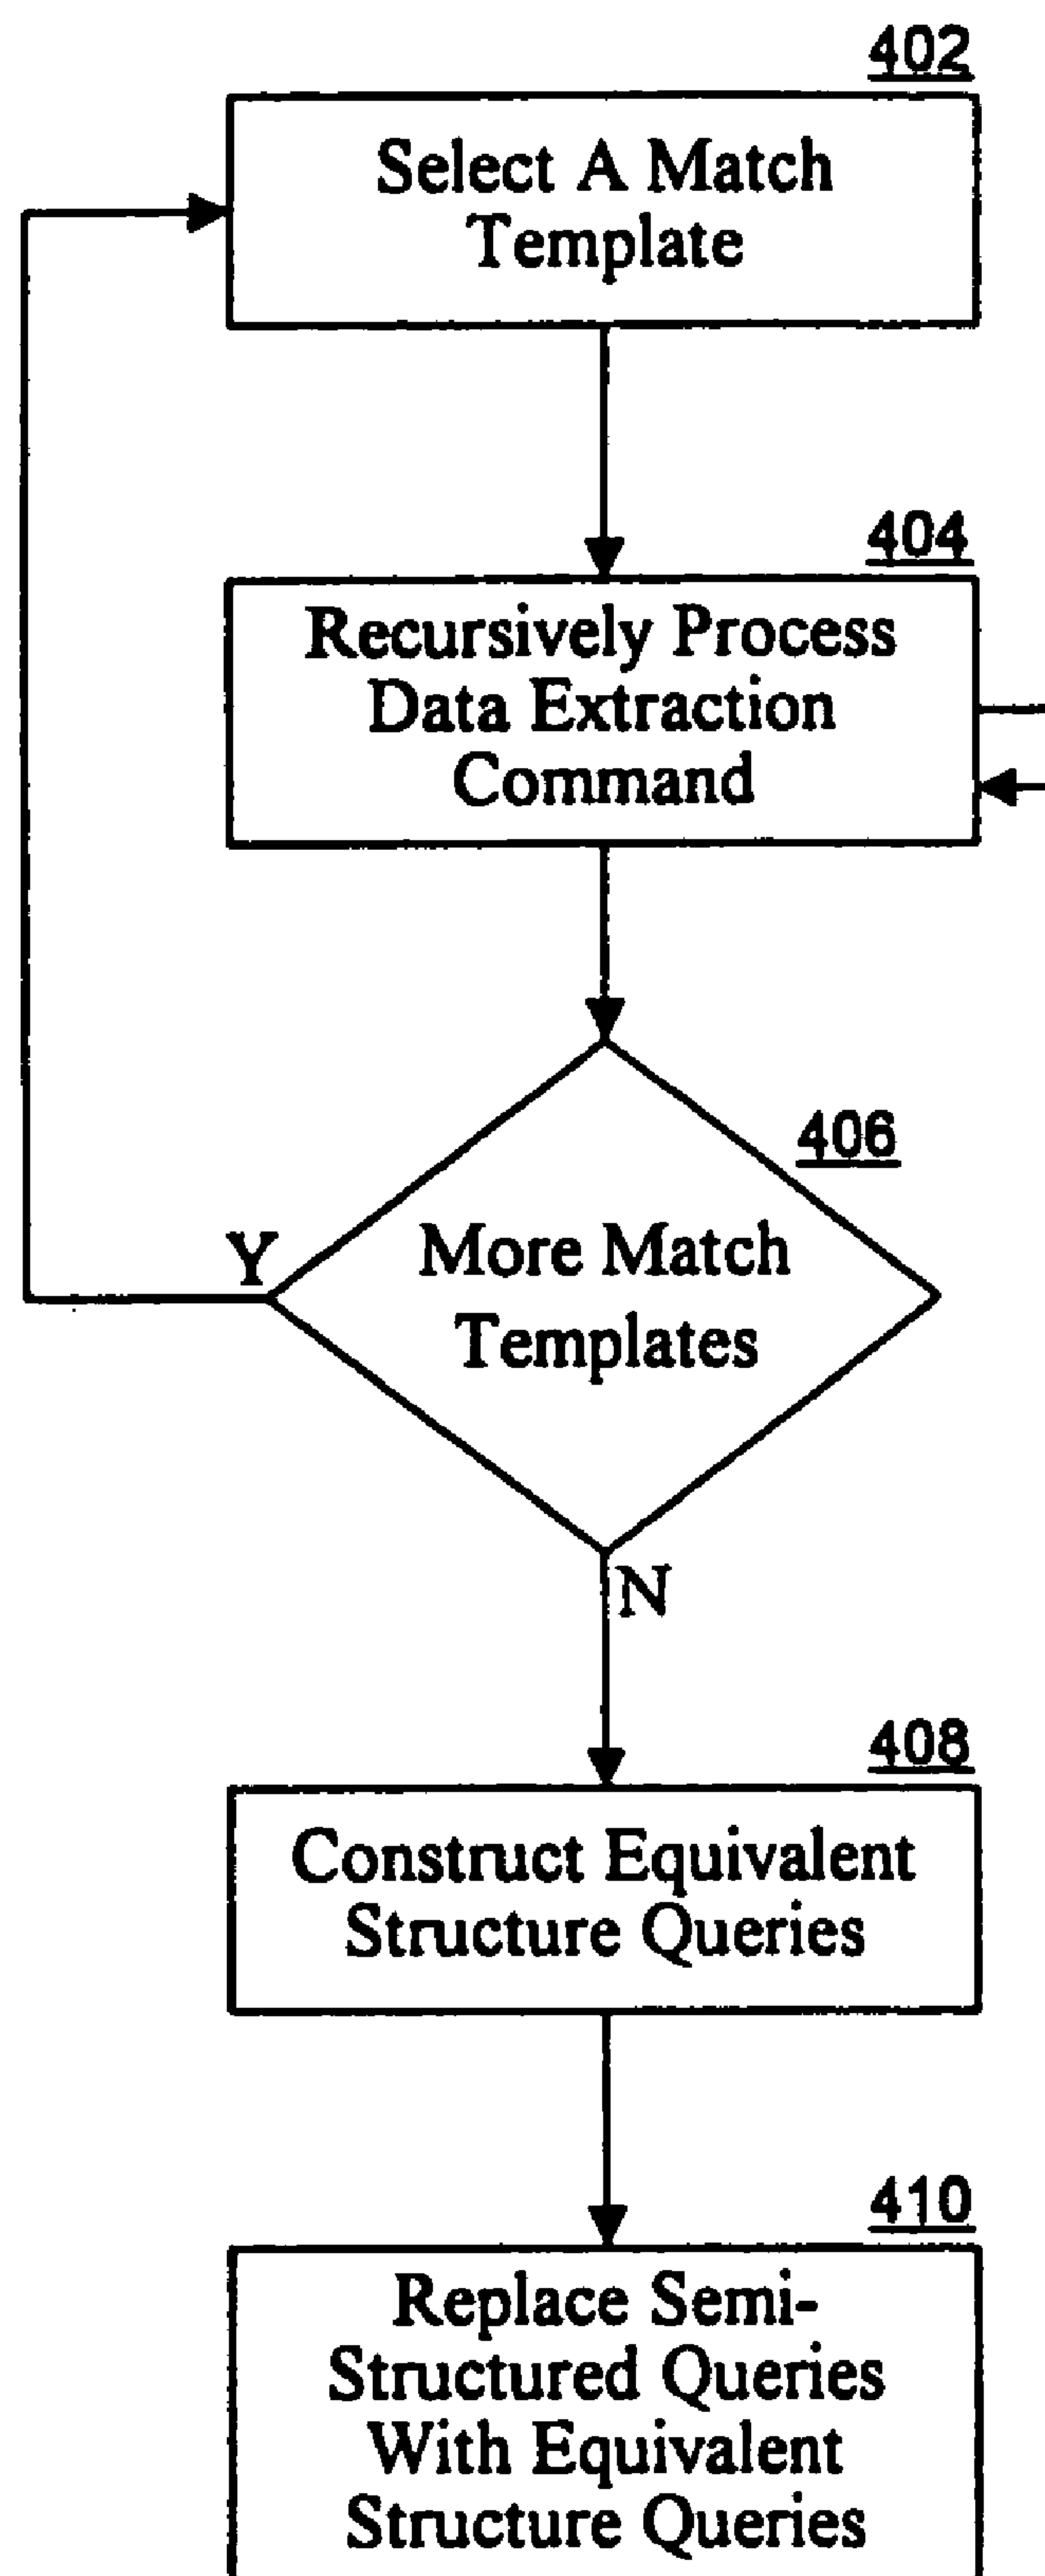 402
Select A Match
Template
404
Recursively Process
Data Extraction
Command
406
Y
More Match
Templates
N
408
Construct Equivalent
Structure Queries
410
Replace Semi-
Structured Queries
With Equivalent
Structure Queries